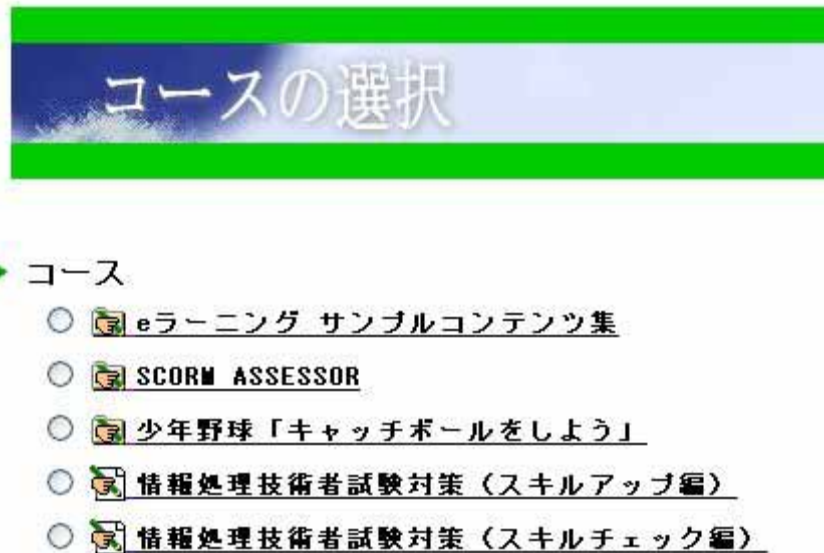 コースの選択
コース
eラーニング サンプルコンテンツ集
SCORM ASSESSOR
少年野球「キャッチボールをしよう」
情報処理技術者試験対策（スキルアップ編）
情報処理技術者試験対策（スキルチェック編）